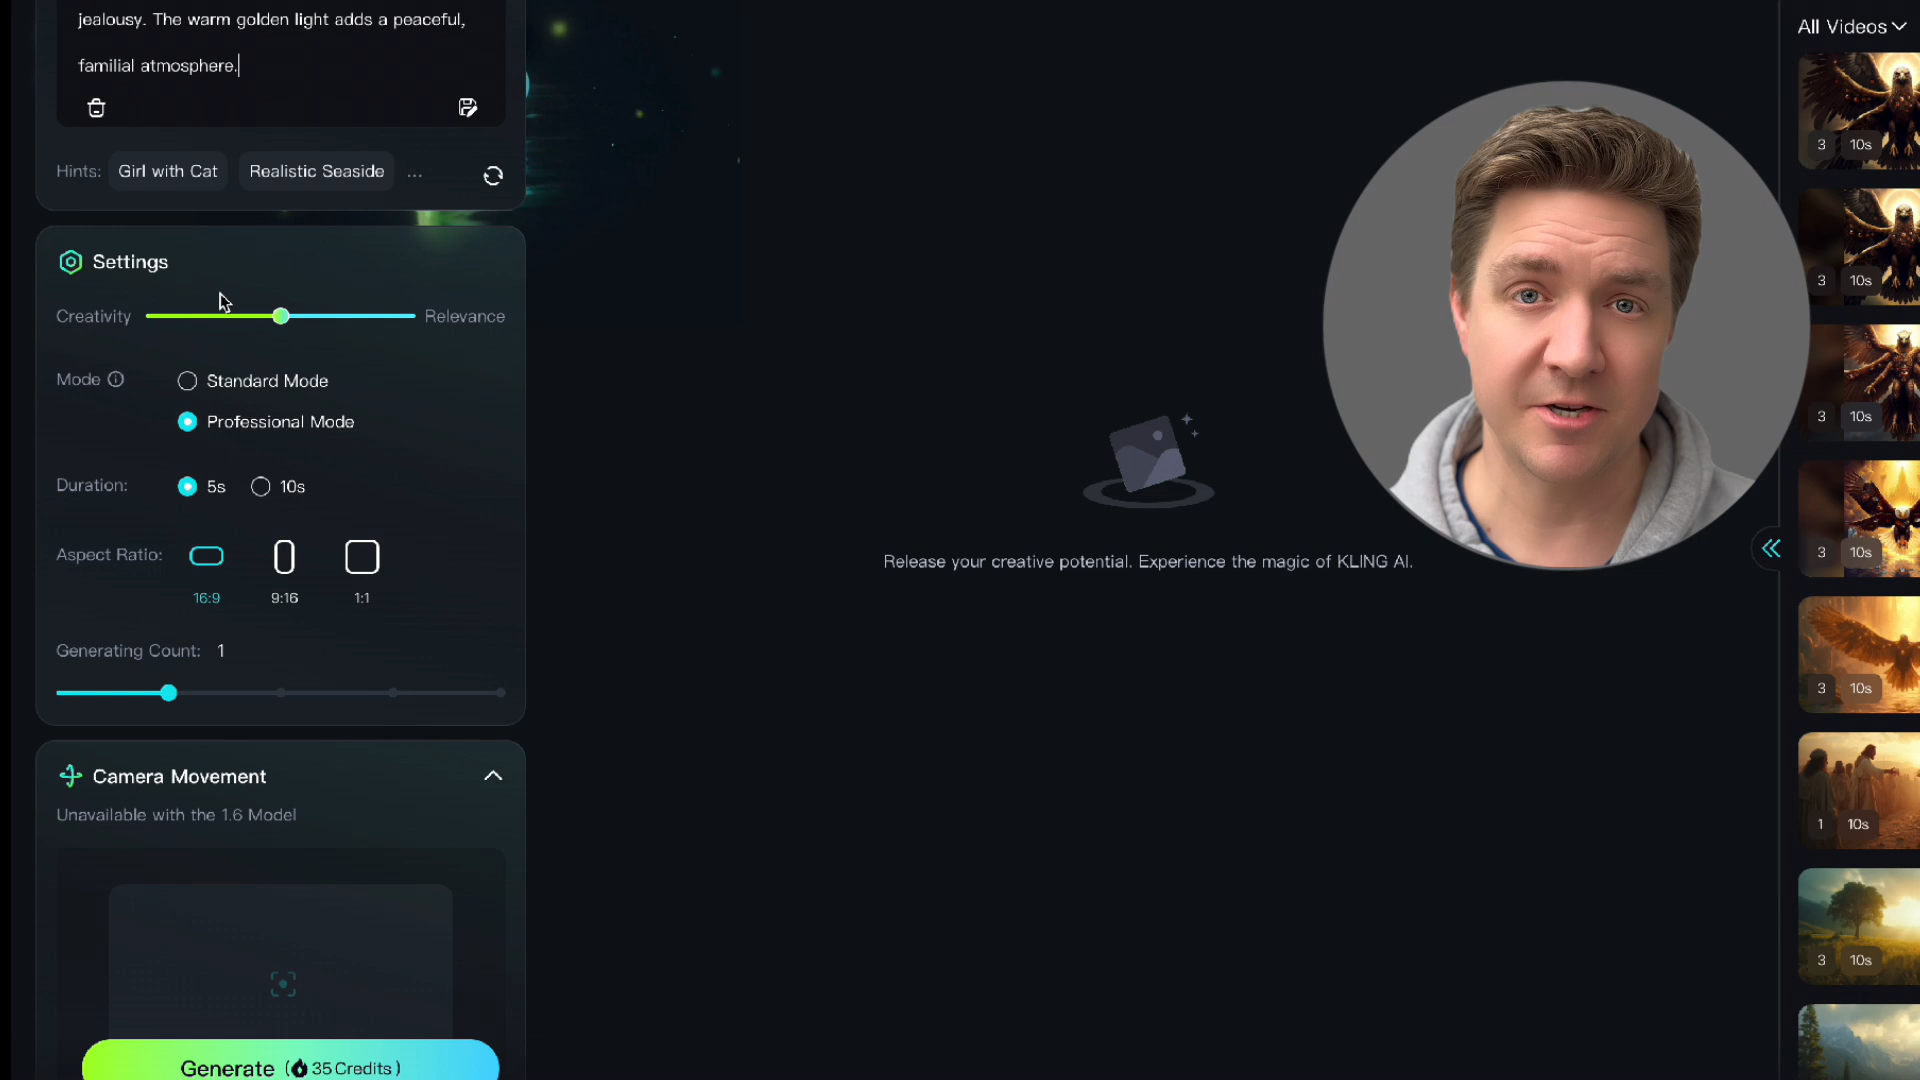 jealousy. The warm golden light adds a peaceful,
familial atmosphere.
Hints: Girl with Cat Realistic Seaside ...
Settings
Creativity Relevance
Mode Standard Mode
Professional Mode
Duration: 5s 10s
Aspect Ratio:
16:9 9:16 1:1
Generating Count: 1
Camera Movement
Unavailable with the 1.6 Model
Generate ( 35 Credits )
Release your creative potential. Experience the magic of KLING AI.
All Videos
3 10s
3 10s
3 10s
3 10s
3 10s
1 10s
3 10s